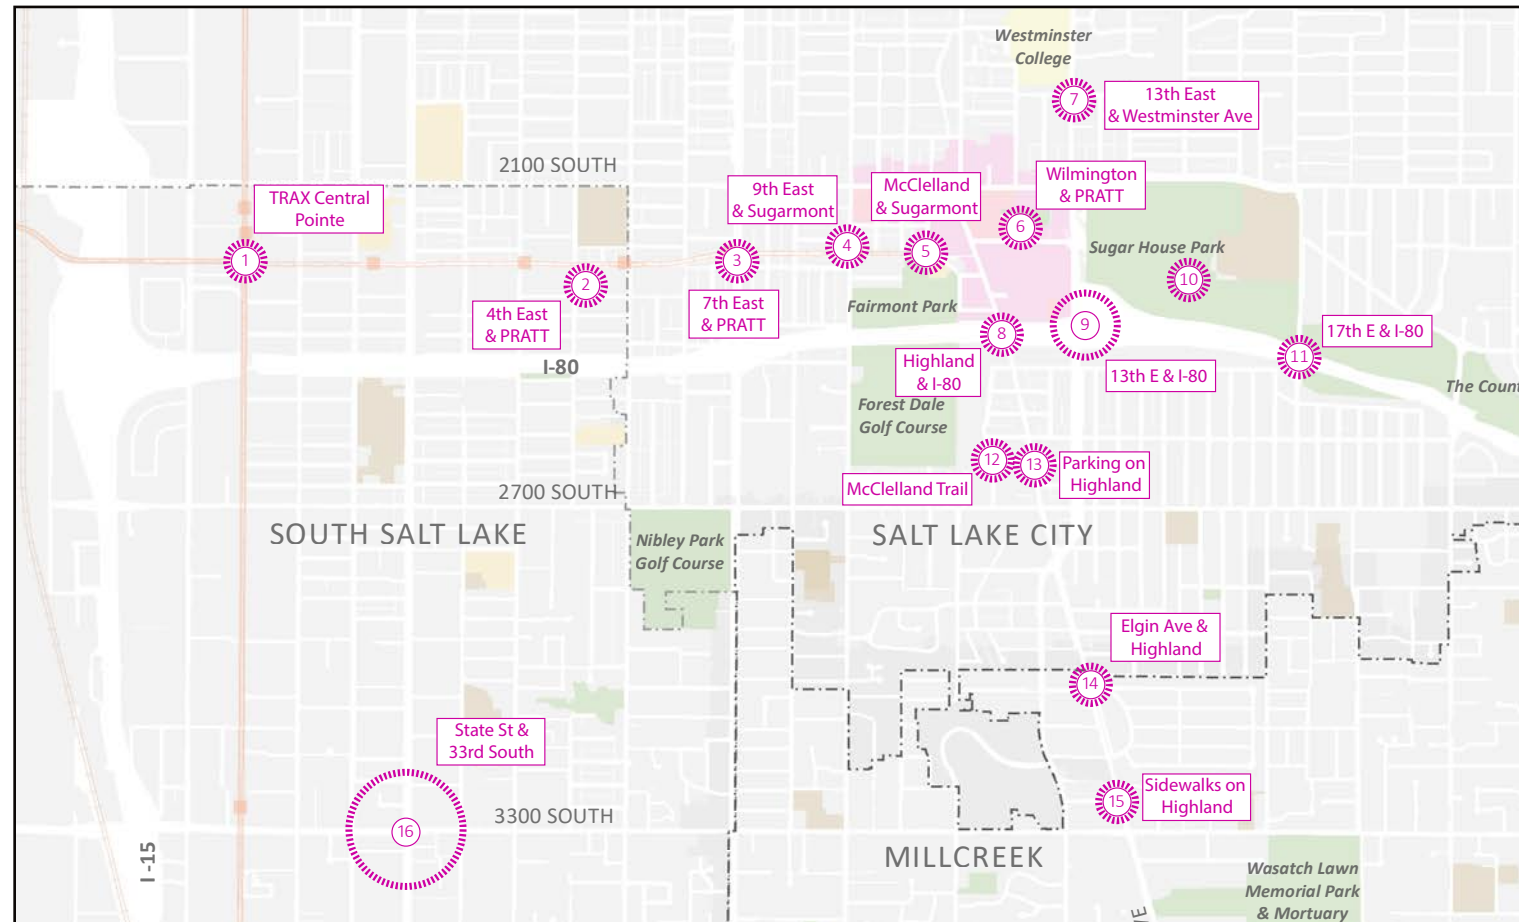 Westminster
College
7
13th East
& Westminster Ave
2100 SOUTH
TRAX Central
Pointe
9th East
& Sugarmont
McClelland
& Sugarmont
Wilmington
& PRATT
1
2
3
4
5
6
Sugar House Park
10
4th East
& PRATT
7th East
& PRATT
Fairmont Park
8
9
17th E & I-80
11
I-80
Highland
& I-80
13th E & I-80
The Count
Forest Dale
Golf Course
12
13
Parking on
Highland
McClelland Trail
2700 SOUTH
SOUTH SALT LAKE
SALT LAKE CITY
Nibley Park
Golf Course
Elgin Ave &
Highland
14
State St &
33rd South
Sidewalks on
Highland
15
3300 SOUTH
16
I -15
MILLCREEK
Wasatch Lawn
Memorial Park
& Mortuary